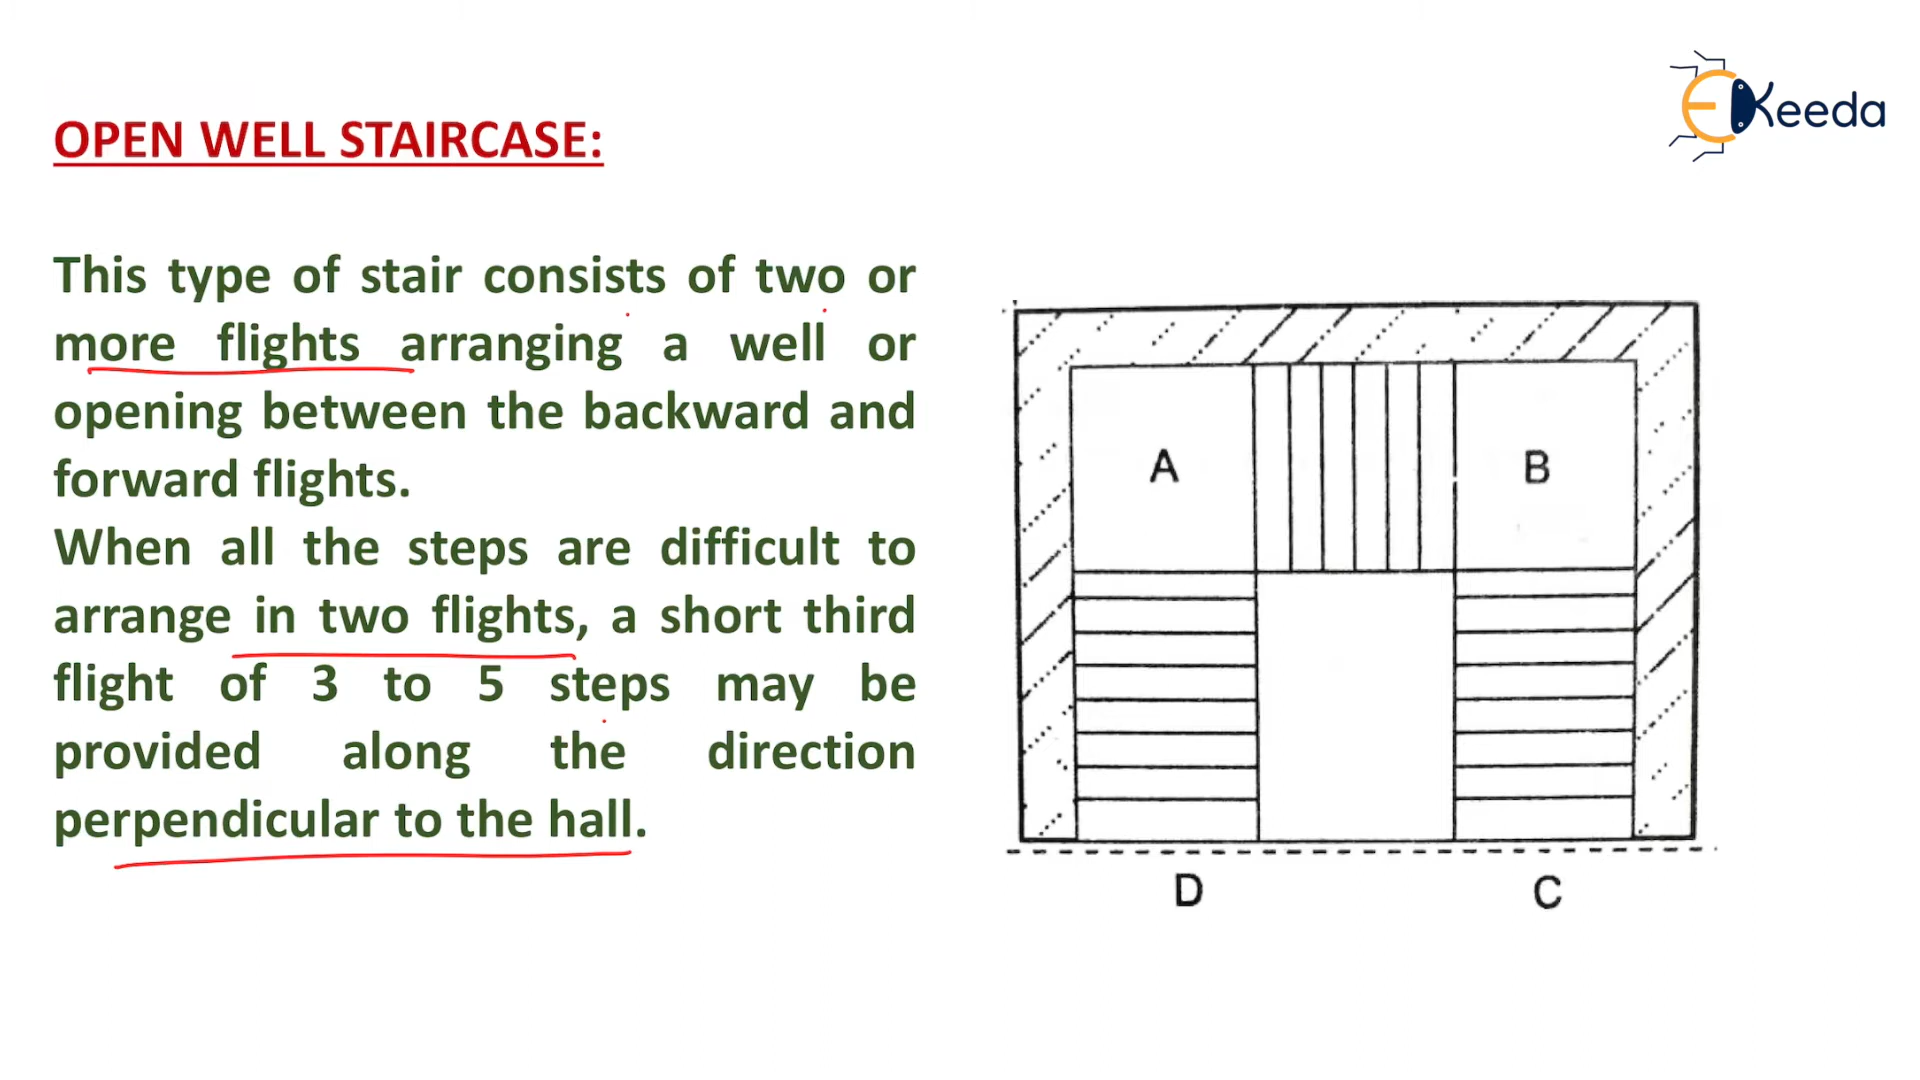 Keeda
OPEN WELL STAIRCASE:
This type of stair consists of two or
more flights arranging a well or
opening between the backward and
forward flights.
When all the steps are difficult to
arrange in two flights, a short third
flight of 3 to 5 steps may be
provided along the direction
perpendicular to the hall.
A B
D C